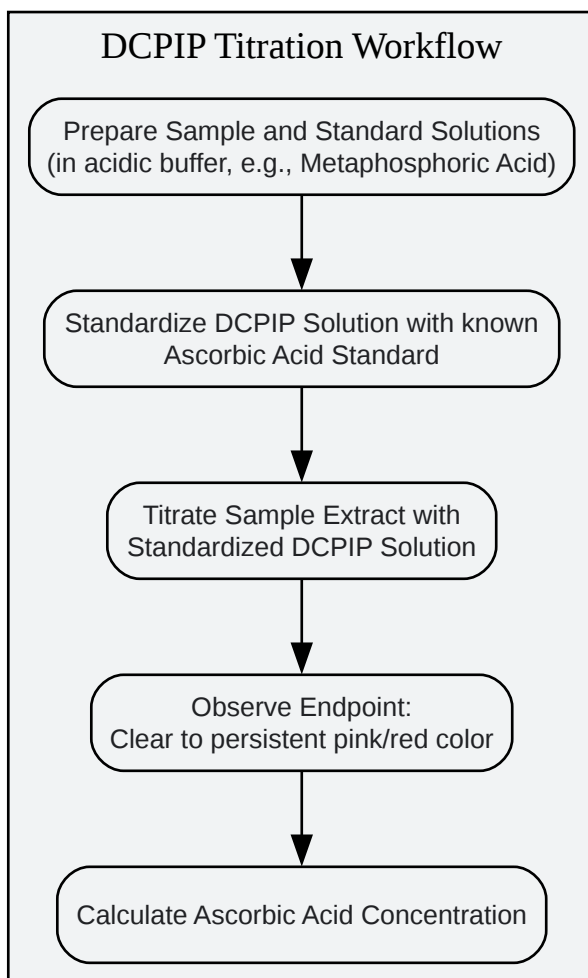 DCPIP Titration Workflow
Prepare Sample and Standard Solutions
(in acidic buffer, e.g., Metaphosphoric Acid)
Standardize DCPIP Solution with known
Ascorbic Acid Standard
Titrate Sample Extract with
Standardized DCPIP Solution
Observe Endpoint:
Clear to persistent pink/red color
Calculate Ascorbic Acid Concentration